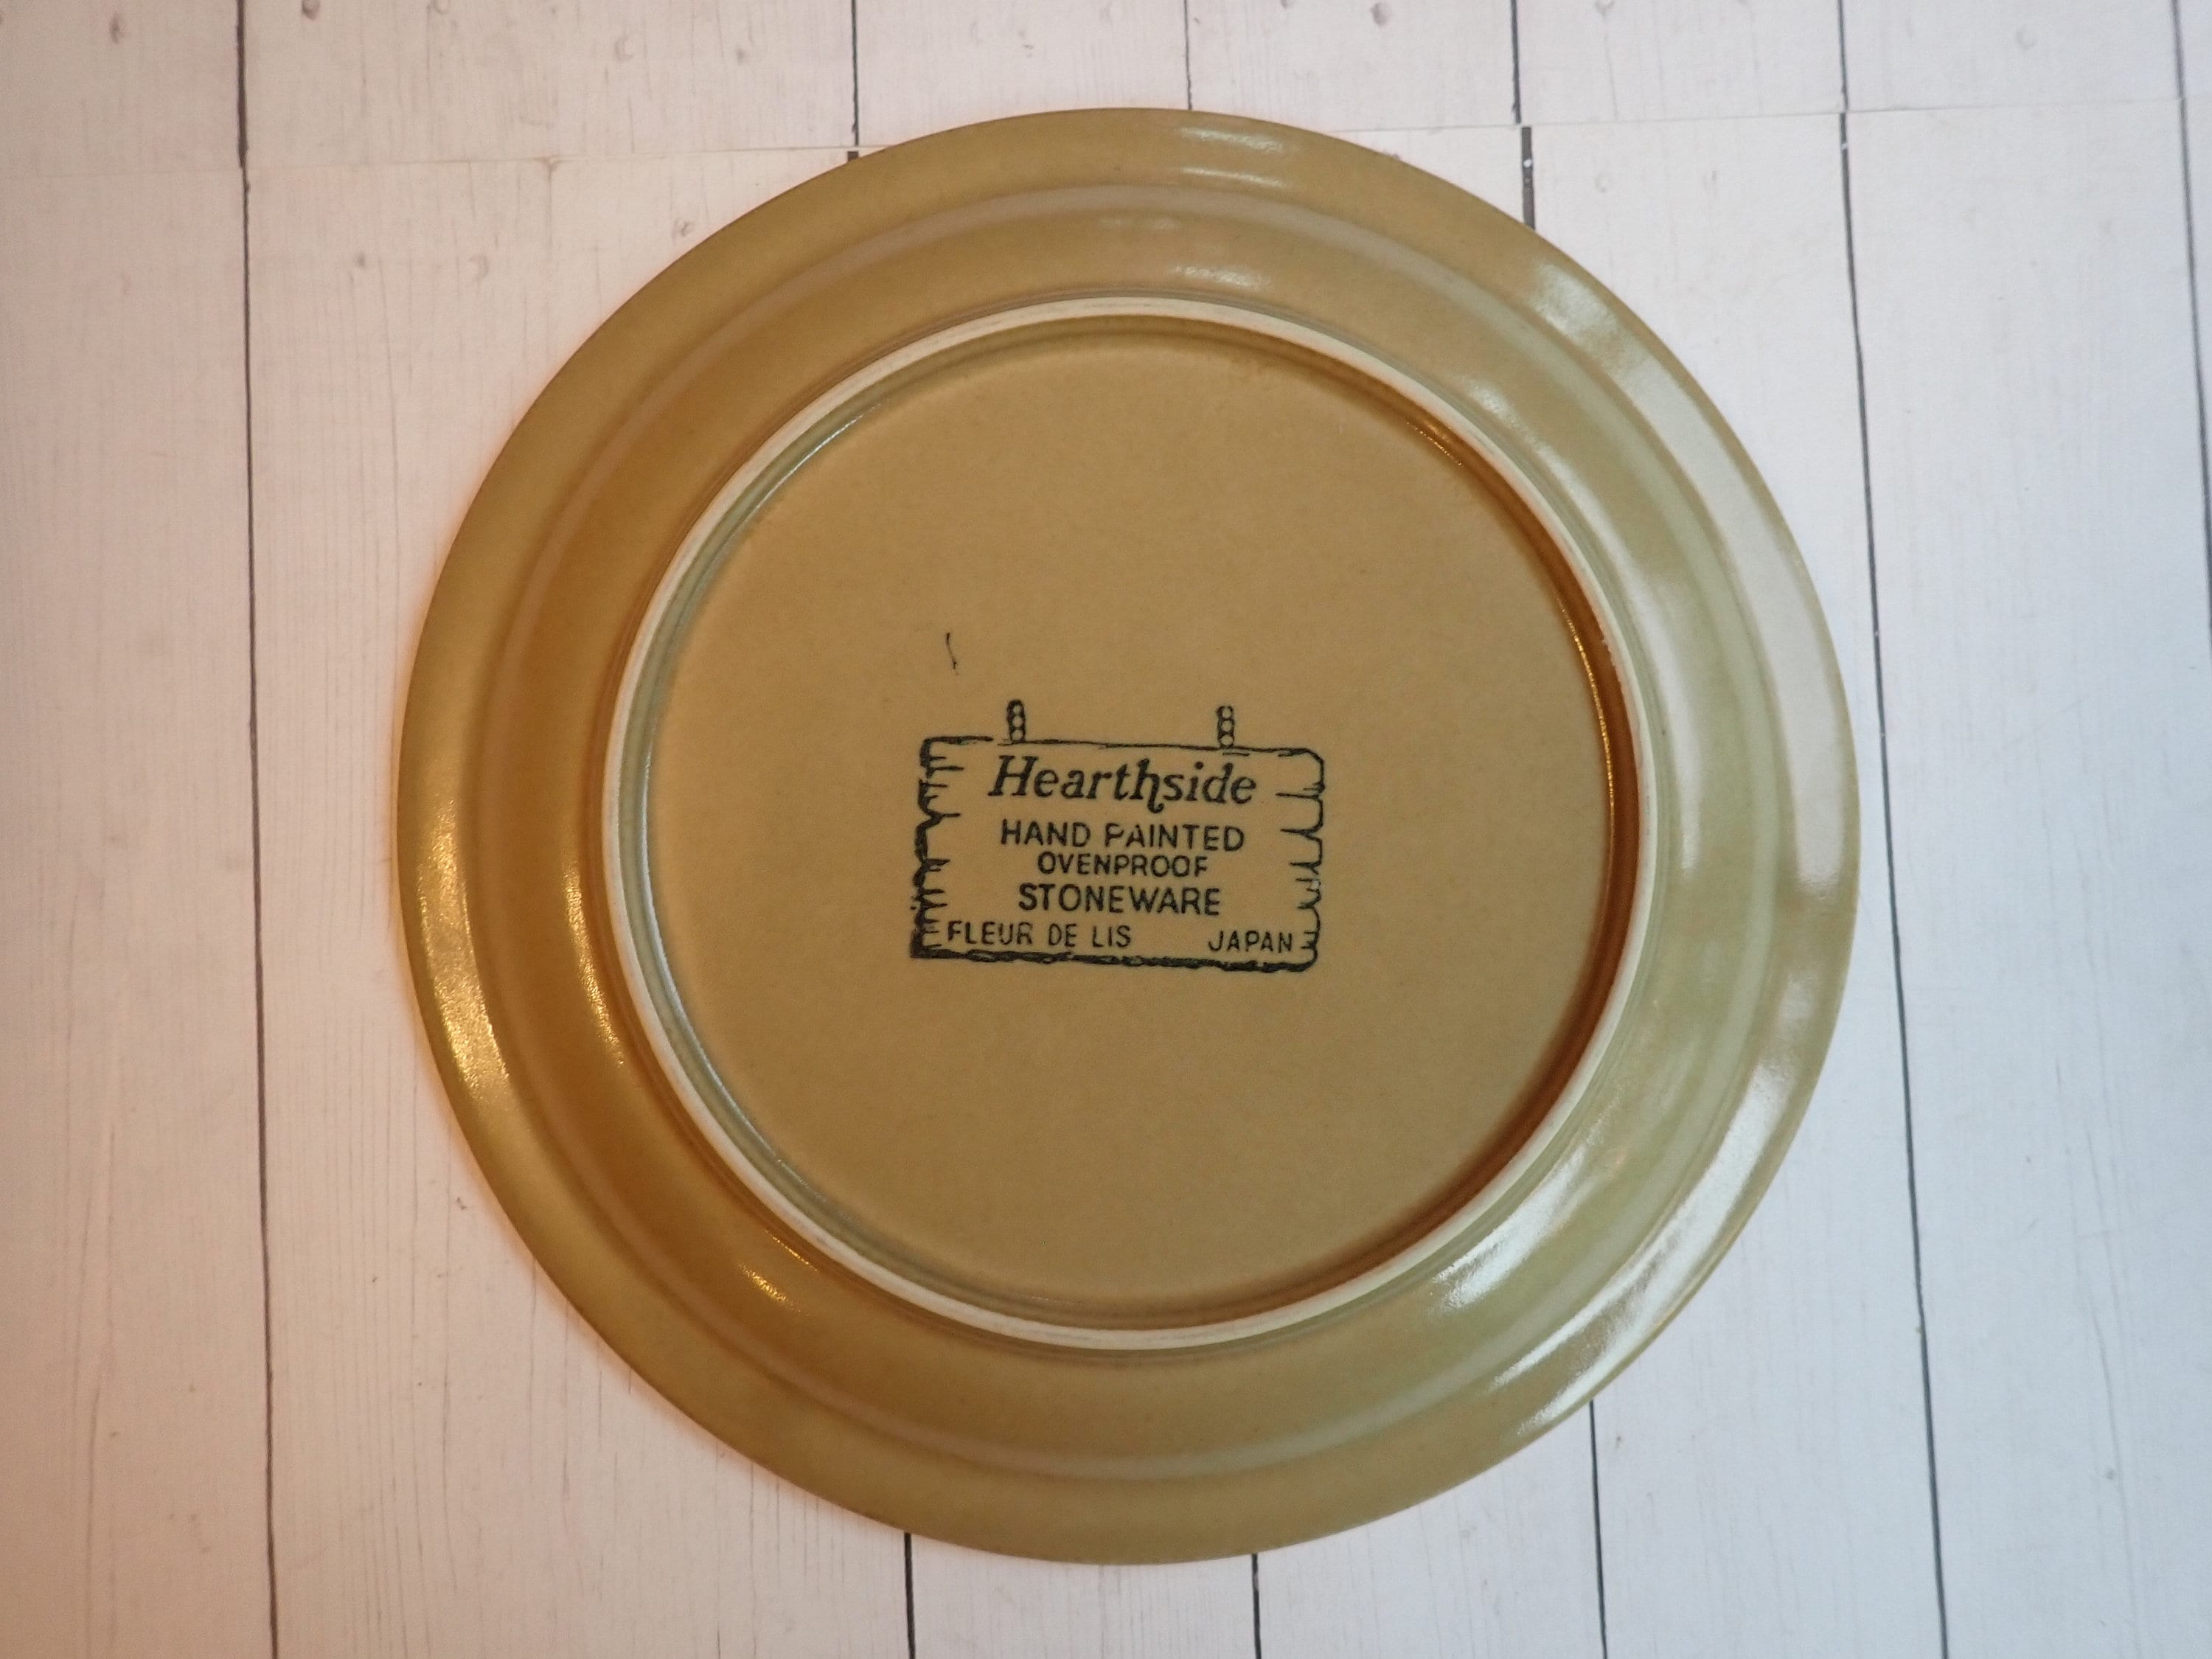 Hearthside
HAND PAINTED
OVENPROOF
STONEWARE
FLEUR DE LIS JAPAN